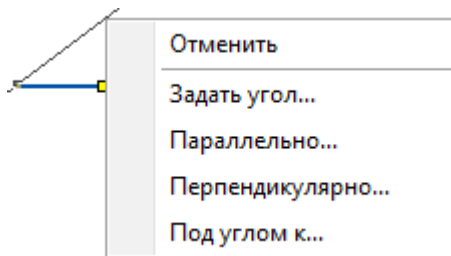 Отменить
Задать угол...
Параллельно...
Перпендикулярно...
Под углом к...